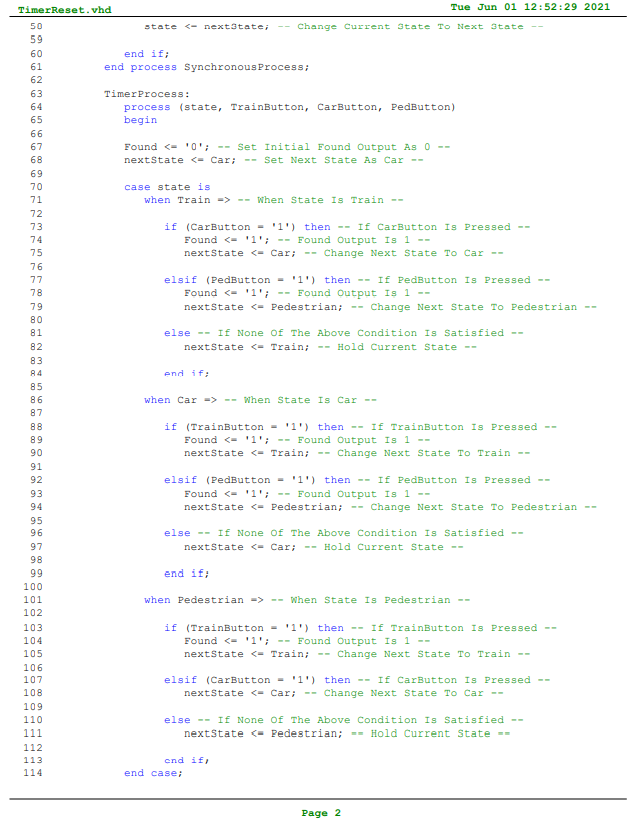 TimerReset.vhd
Tue Jun 01 12:52:29 2021
58 state <= nextState; -- Change Current State To Next State --
59
60 end if;
61 end process SynchronousProcess;
62
63 TimerProcess:
64 process (state, TrainButton, CarButton, PedButton)
65 begin
66
67 Found <= '0'; -- Set Initial Found Output As 0 --
68 nextState <= Car; -- Set Next State As Car --
69
70 case state is
71 when Train => -- When State Is Train --
72
73 if (CarButton = '1') then -- If CarButton Is Pressed --
74 Found <= '1'; -- Found Output Is 1 --
75 nextState <= Car; -- Change Next State To Car --
76
77 elsif (PedButton = '1') then -- If PedButton Is Pressed --
78 Found <= '1'; -- Found Output Is 1 --
79 nextState <= Pedestrian; -- Change Next State To Pedestrian --
80
81 else -- If None Of The Above Condition Is Satisfied --
82 nextState <= Train; -- Hold Current State --
83
84 end if;
85
86 when Car => -- When State Is Car --
87
88 if (TrainButton = '1') then -- If TrainButton Is Pressed --
89 Found <= '1'; -- Found Output Is 1 --
90 nextState <= Train; -- Change Next State To Train --
91
92 elsif (PedButton = '1') then -- If PedButton Is Pressed --
93 Found <= '1'; -- Found Output Is 1 --
94 nextState <= Pedestrian; -- Change Next State To Pedestrian --
95
96 else -- If None Of The Above Condition Is Satisfied --
97 nextState <= Car; -- Hold Current State --
98
99 end if;
100
101 when Pedestrian => -- When State Is Pedestrian --
102
103 if (TrainButton = '1') then -- If TrainButton Is Pressed --
104 Found <= '1'; -- Found Output Is 1 --
105 nextState <= Train; -- Change Next State To Train --
106
107 elsif (CarButton = '1') then -- If CarButton Is Pressed --
108 nextState <= Car; -- Change Next State To Car --
109
110 else -- If None Of The Above Condition Is Satisfied --
111 nextState <= Pedestrian; -- Hold Current State --
112
113 end if;
114 end case;
Page 2